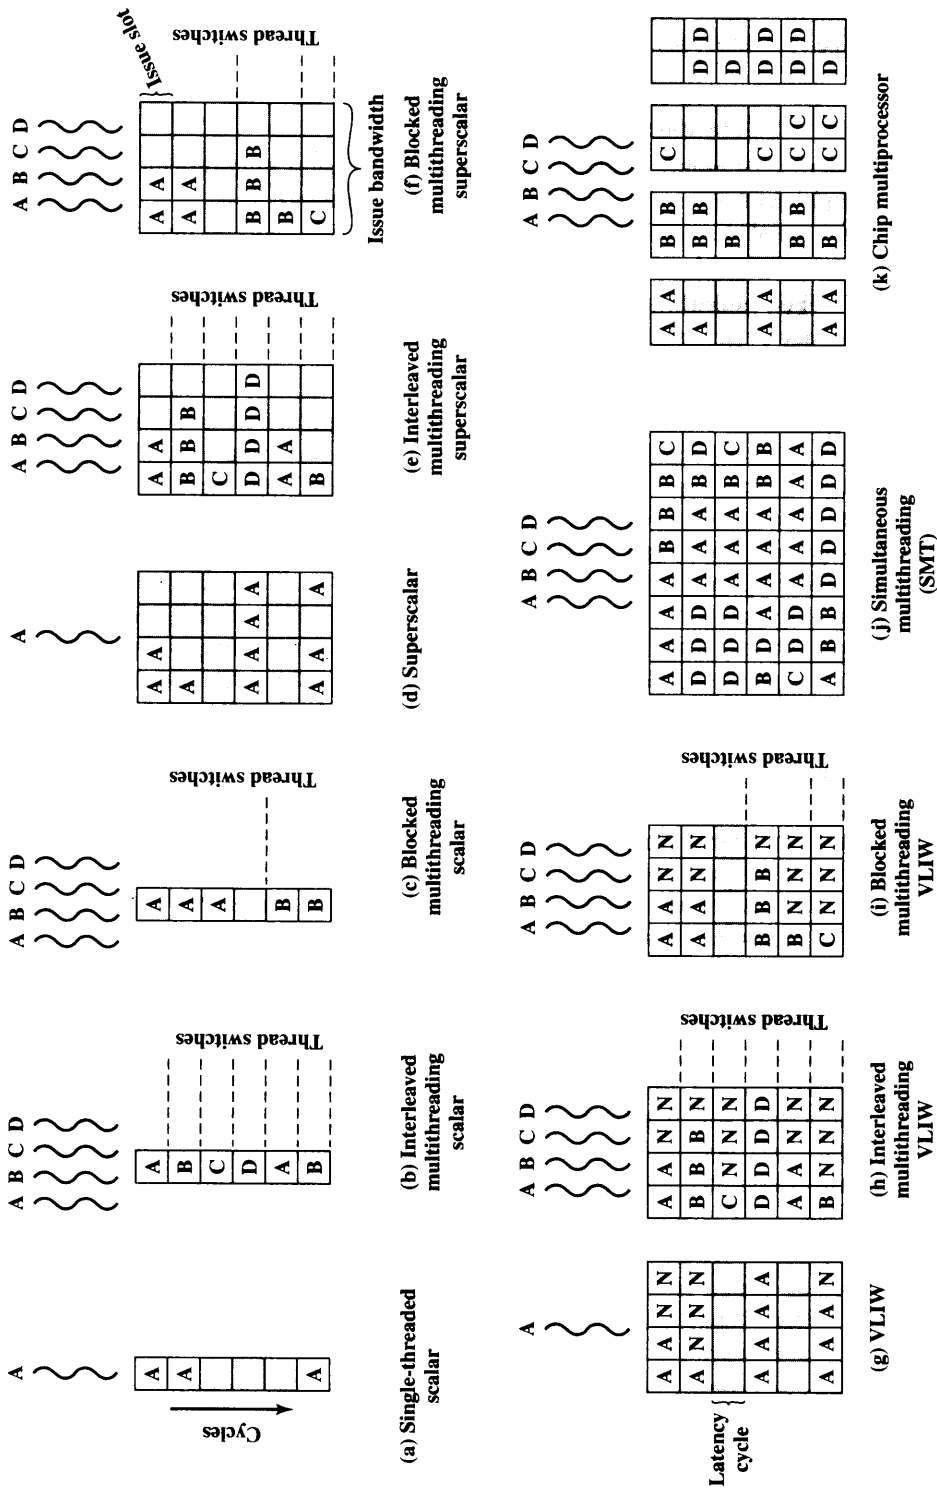 A
Cycles
A
A
A
(a) Single-threaded
scalar
A B C D
A
B
C
D
A
B
Thread switches
(b) Interleaved
multithreading
scalar
A B C D
A
A
A
B
B
Thread switches
(c) Blocked
multithreading
scalar
A
A A
A
A A A A
A A A
(d) Superscalar
A B C D
A A
B B B
C
D D D D
A A
B
Thread switches
(e) Interleaved
multithreading
superscalar
A B C D
Issue slot
A A
A A
B B B
B
C
Thread switches
Issue bandwidth
(f) Blocked
multithreading
superscalar
A
Latency
cycle
A A N N
A N N N
A A A A
A A A N
(g) VLIW
A B C D
A A N N
B B B N
C N N N
D D D D
A A N N
B N N N
Thread switches
(h) Interleaved
multithreading
VLIW
A B C D
A A N N
A A N N
B B B N
B N N N
C N N N
Thread switches
(i) Blocked
multithreading
VLIW
A B C D
A A A A B B B C
D D D A A A B D
D D D A A A B C
B D A A A A B B
C D D A A A A A
A B B D D D D D
(j) Simultaneous
multithreading
(SMT)
A B C D
A A B B C
A B B D D
B D
A A C D D
B B C C D D
A A B C C D
(k) Chip multiprocessor